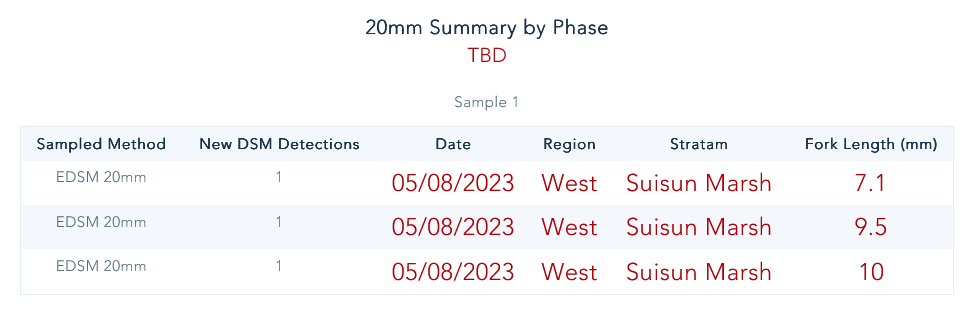 20mm Summary by Phase
TBD
Sample 1
Sampled Method New DSM Detections Date Region Stratam Fork Length (mm)
EDSM 20mm 1 05/08/2023 West Suisun Marsh 7.1
EDSM 20mm 1 05/08/2023 West Suisun Marsh 9.5
EDSM 20mm 1 05/08/2023 West Suisun Marsh 10